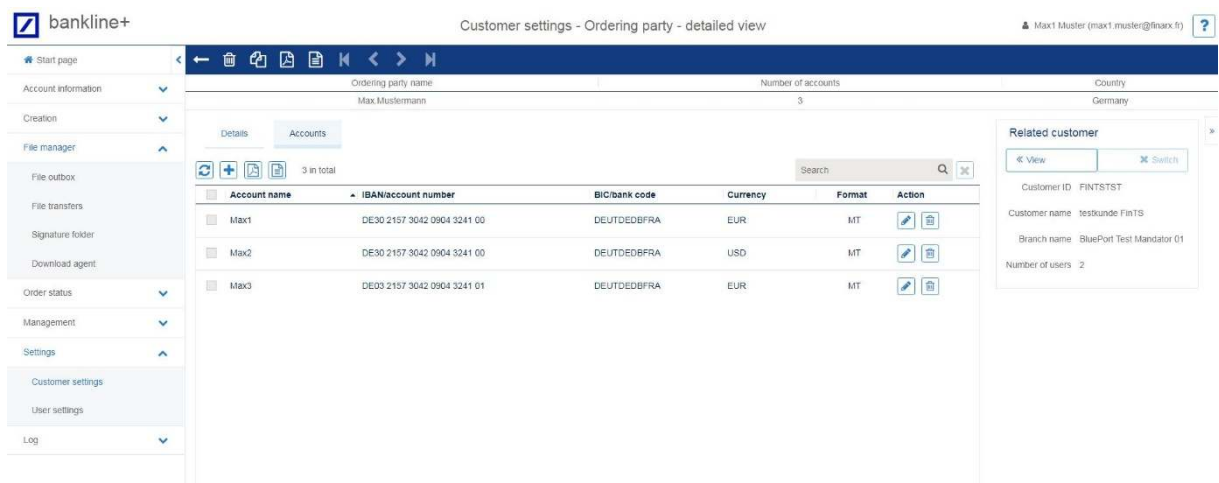 bankline+
Customer settings - Ordering party - detailed view
Max1 Muster (max1.muster@finarx.fr)
?
Start page
Account information
Creation
File manager
File outbox
File transfers
Signature folder
Download agent
Order status
Management
Settings
Customer settings
User settings
Log
Ordering party name Number of accounts Country
Max.Mustermann 3 Germany
Details Accounts
3 in total Search
Account name IBAN/account number BIC/bank code Currency Format Action
Max1 DE30 2157 3042 0904 3241 00 DEUTDEDBFRA EUR MT
Max2 DE30 2157 3042 0904 3241 00 DEUTDEDBFRA USD MT
Max3 DE03 2157 3042 0904 3241 01 DEUTDEDBFRA EUR MT
Related customer
View Switch
Customer ID FINTSTST
Customer name testkunde FinTS
Branch name BluePort Test Mandator 01
Number of users 2